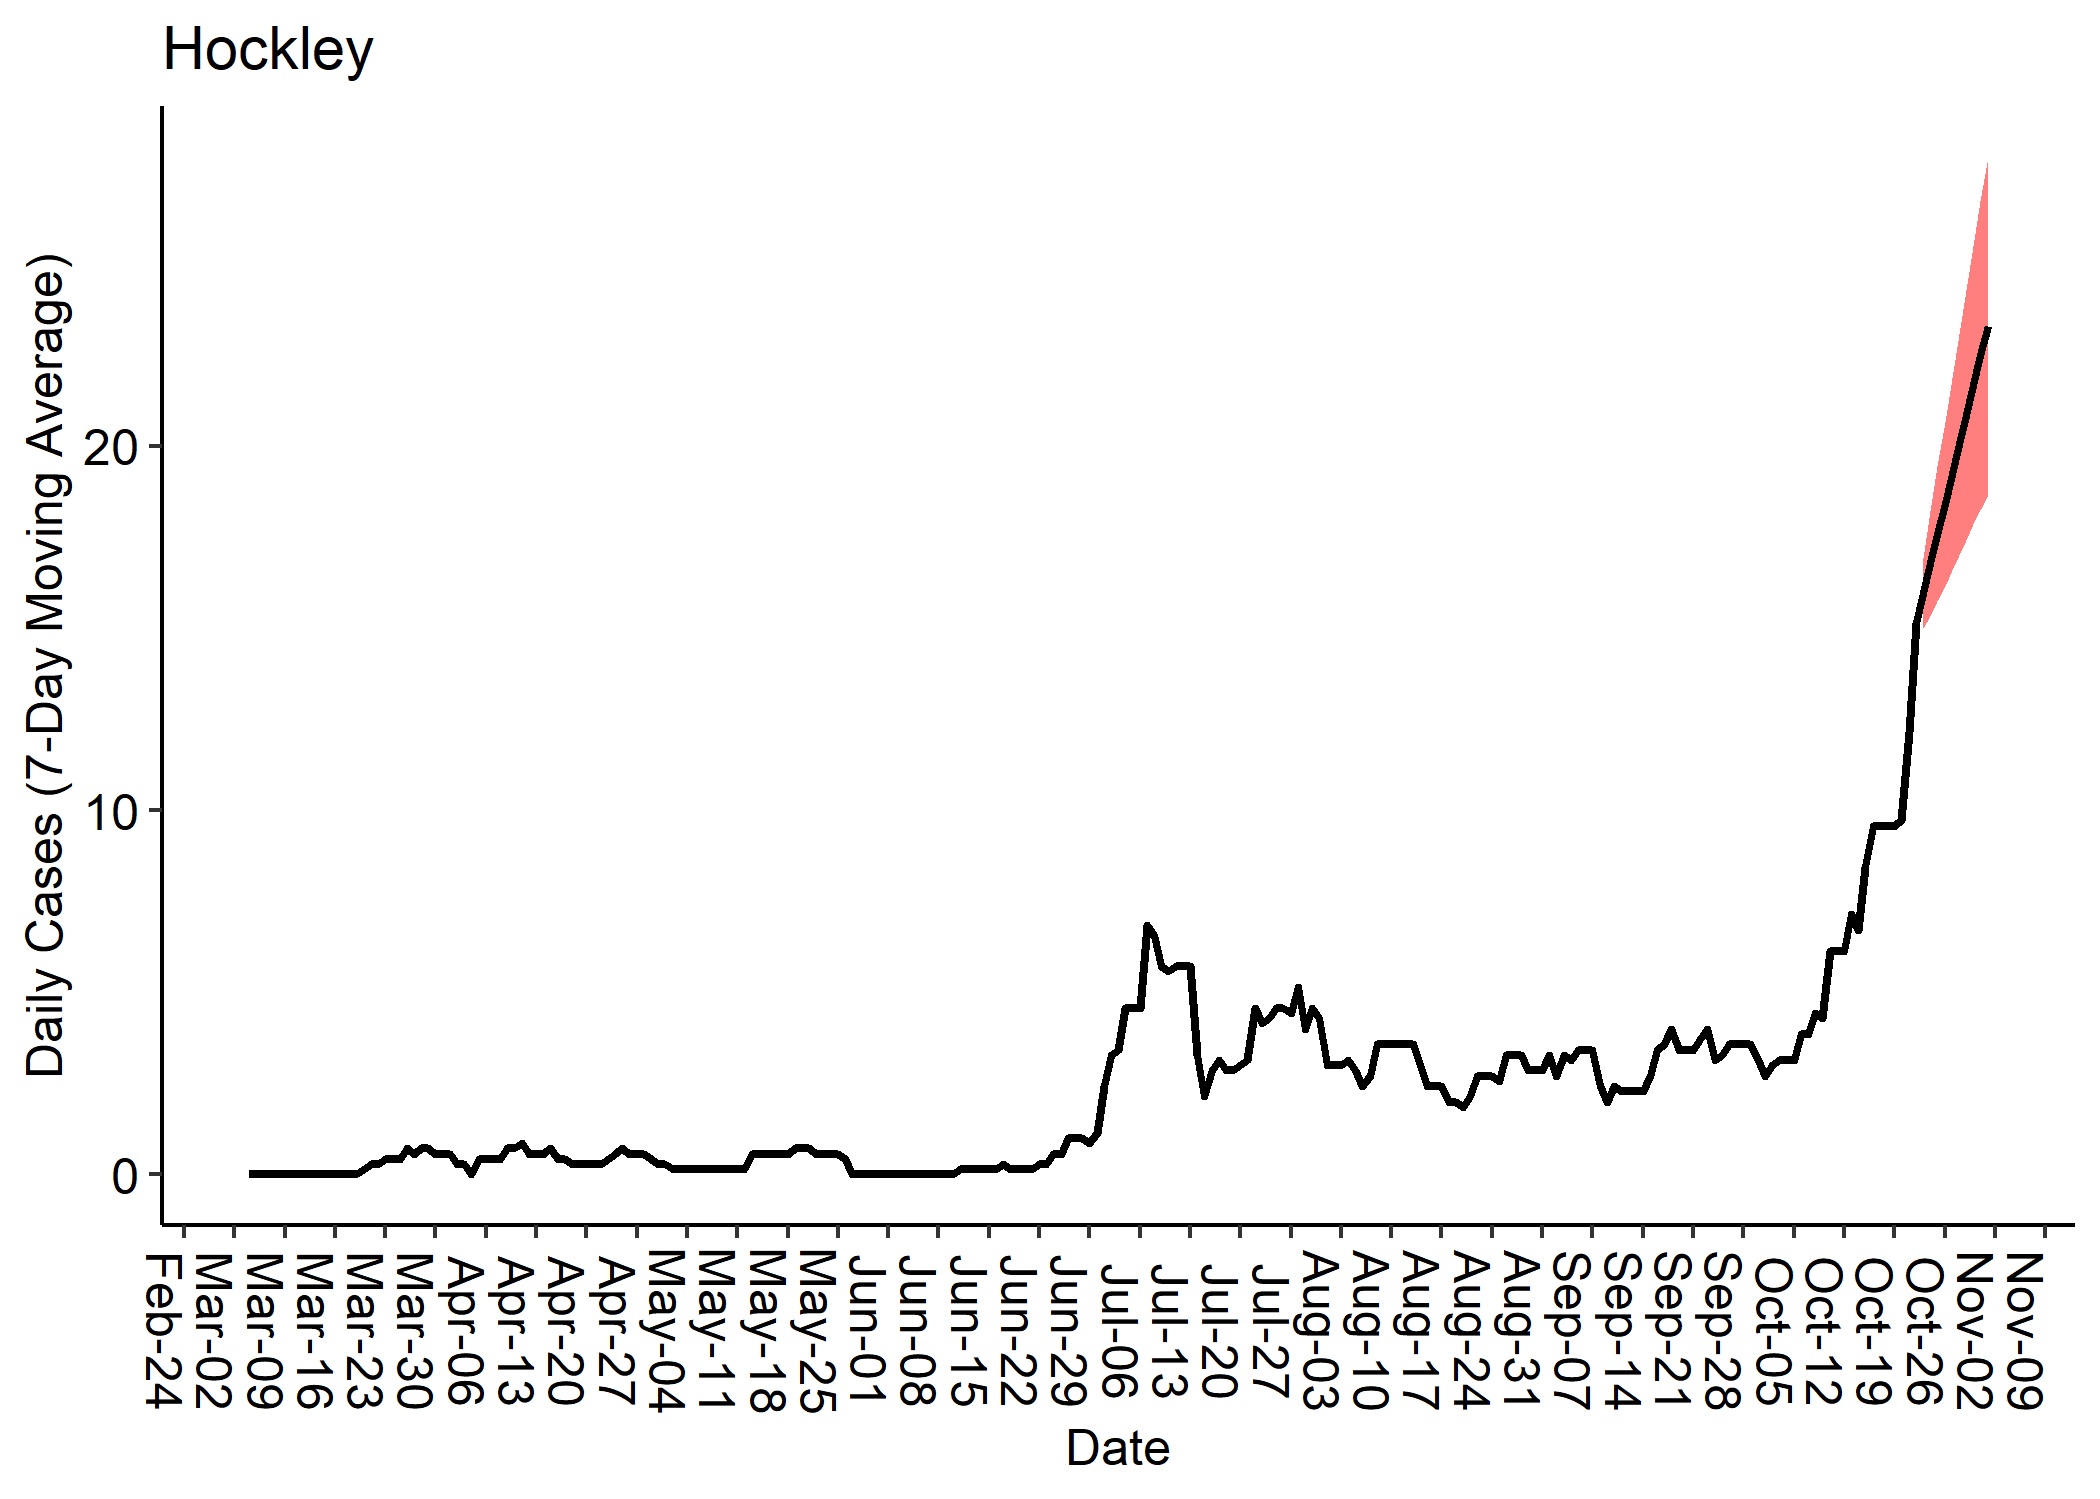 Hockley
Daily Cases (7-Day Moving Average)
20
10
0
Feb-24
Mar-02
Mar-09
Mar-16
Mar-23
Mar-30
Apr-06
Apr-13
Apr-20
Apr-27
May-04
May-11
May-18
May-25
Jun-01
Jun-08
Jun-15
Jun-22
Jun-29
Jul-06
Jul-13
Jul-20
Jul-27
Aug-03
Aug-10
Aug-17
Aug-24
Aug-31
Sep-07
Sep-14
Sep-21
Sep-28
Oct-05
Oct-12
Oct-19
Oct-26
Nov-02
Nov-09
Date